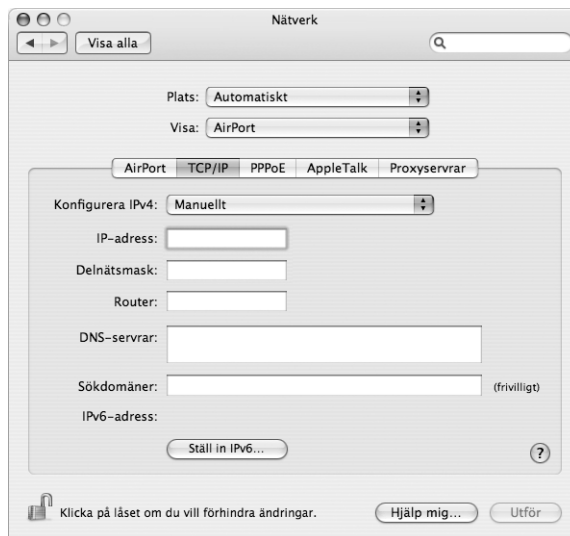 Nätverk
Visa alla
Plats: Automatiskt
Visa: AirPort
AirPort TCP/IP PPPoE AppleTalk Proxyservrar
Konfigurera IPv4: Manuellt
IP-adress:
Delnätsmask:
Router:
DNS-servrar:
Sökdomäner: (frivilligt)
IPv6-adress:
Ställ in IPv6...
?
Klicka på låset om du vill förhindra ändringar. Hjälp mig... Utför